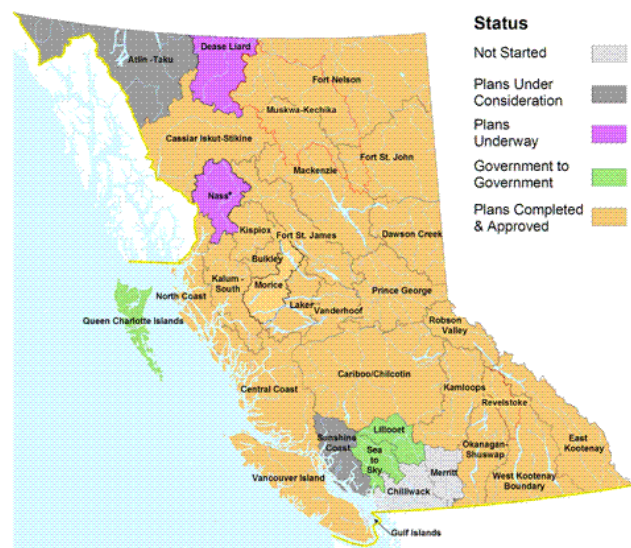 Status
Not Started
Plans Under
Consideration
Plans
Underway
Government to
Government
Plans Completed
& Approved
Dease Liard
Atlin -Taku
Fort Nelson
Muskwa-Kechika
Cassiar Iskut-Stikine
Fort St. John
Mackenzie
Nass*
Kispiox
Fort St. James
Dawson Creek
Bulkley
Kalum -
South
Morice
North Coast
Prince George
Lakes
Vanderhoof
Queen Charlotte Islands
Robson
Valley
Cariboo/Chilcotin
Central Coast
Kamloops
Revelstoke
Lillooet
Sunshine
Coast
Sea
to
Sky
Okanagan-
Shuswap
East
Kootenay
Merritt
Vancouver Island
Chilliwack
West Kootenay
Boundary
Gulf Islands